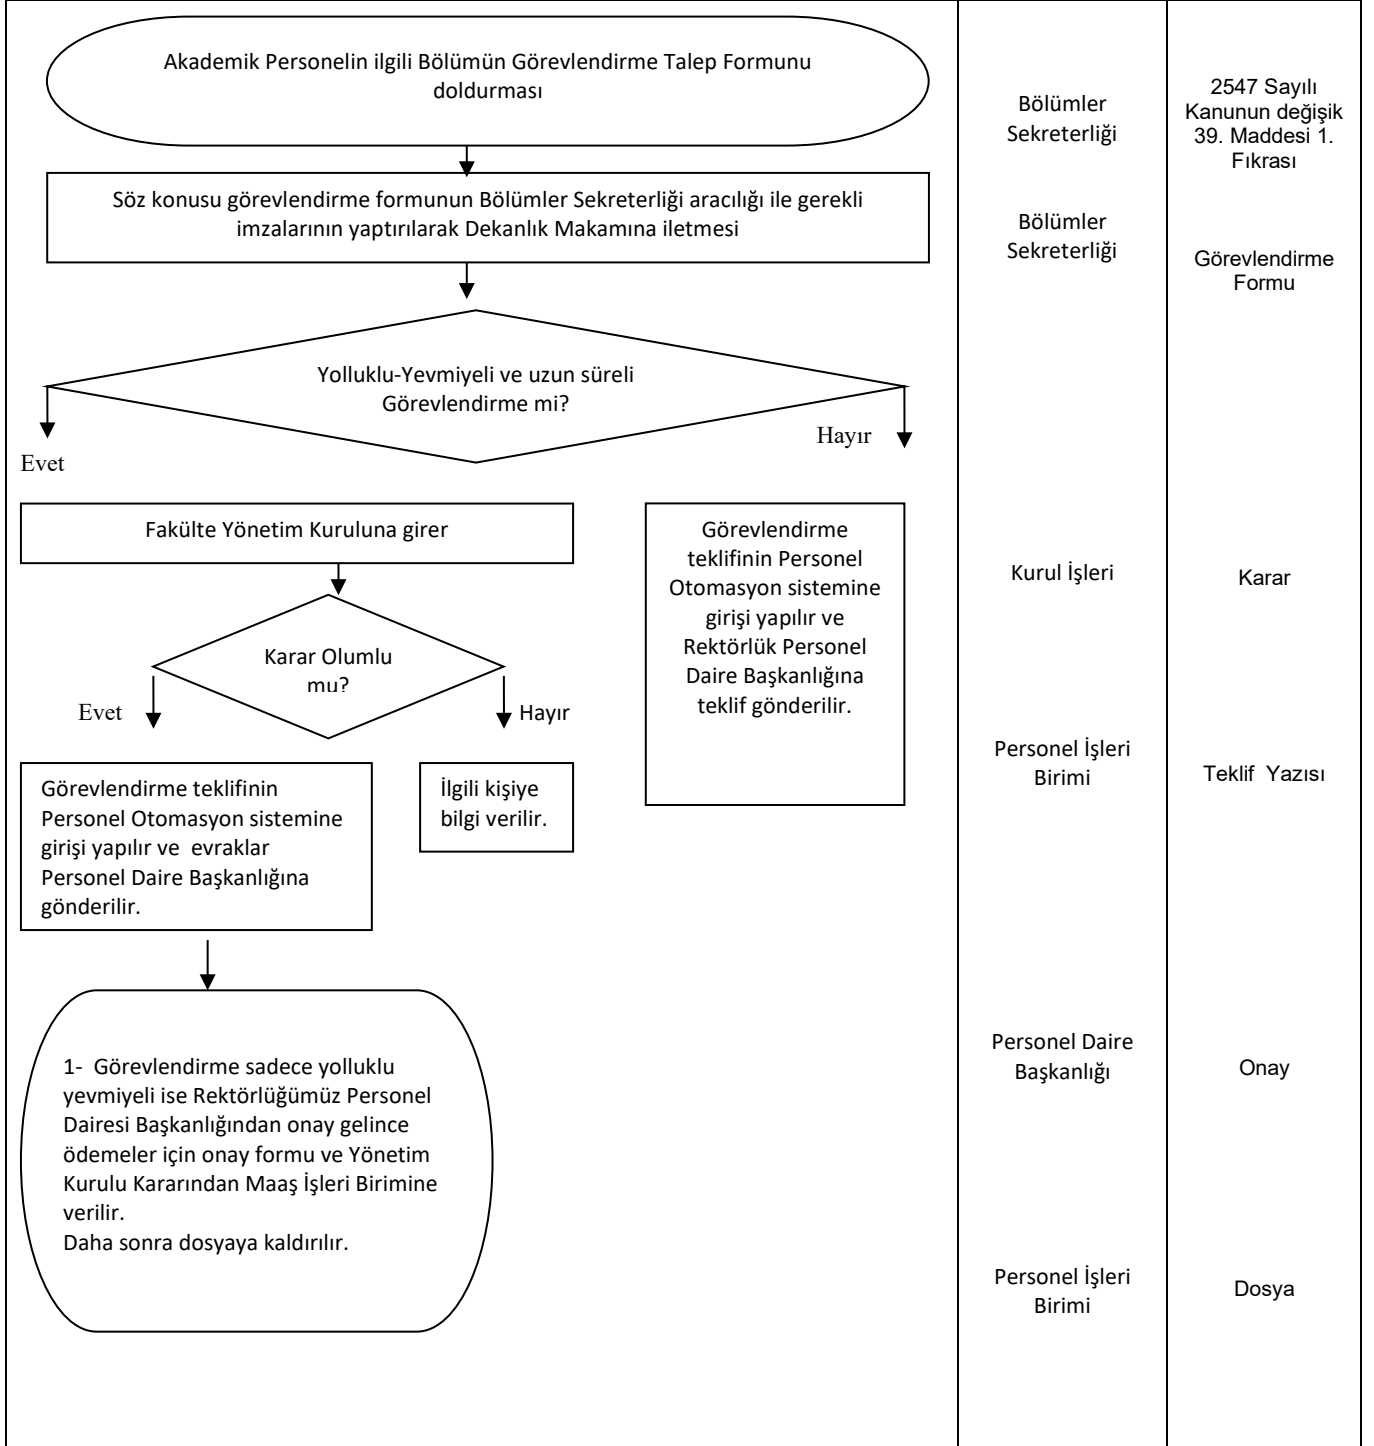 Akademik Personelin ilgili Bölümün Görevlendirme Talep Formunu
doldurması
Söz konusu görevlendirme formunun Bölümler Sekreterliği aracılığı ile gerekli
imzalarının yaptırılarak Dekanlık Makamına iletmesi
Yolluklu-Yevmiyeli ve uzun süreli
Görevlendirme mi?
Evet
Hayır
Fakülte Yönetim Kuruluna girer
Karar Olumlu
mu?
Evet
Hayır
Görevlendirme teklifinin
Personel Otomasyon sistemine
girişi yapılır ve  evraklar
Personel Daire Başkanlığına
gönderilir.
İlgili kişiye
bilgi verilir.
Görevlendirme
teklifinin Personel
Otomasyon sistemine
girişi yapılır ve
Rektörlük Personel
Daire Başkanlığına
teklif gönderilir.
1-  Görevlendirme sadece yolluklu
yevmiyeli ise Rektörlüğümüz Personel
Dairesi Başkanlığından onay gelince
ödemeler için onay formu ve Yönetim
Kurulu Kararından Maaş İşleri Birimine
verilir.
Daha sonra dosyaya kaldırılır.
Bölümler
Sekreterliği
Bölümler
Sekreterliği
Kurul İşleri
Personel İşleri
Birimi
Personel Daire
Başkanlığı
Personel İşleri
Birimi
2547 Sayılı
Kanunun değişik
39. Maddesi 1.
Fıkrası
Görevlendirme
Formu
Karar
Teklif  Yazısı
Onay
Dosya